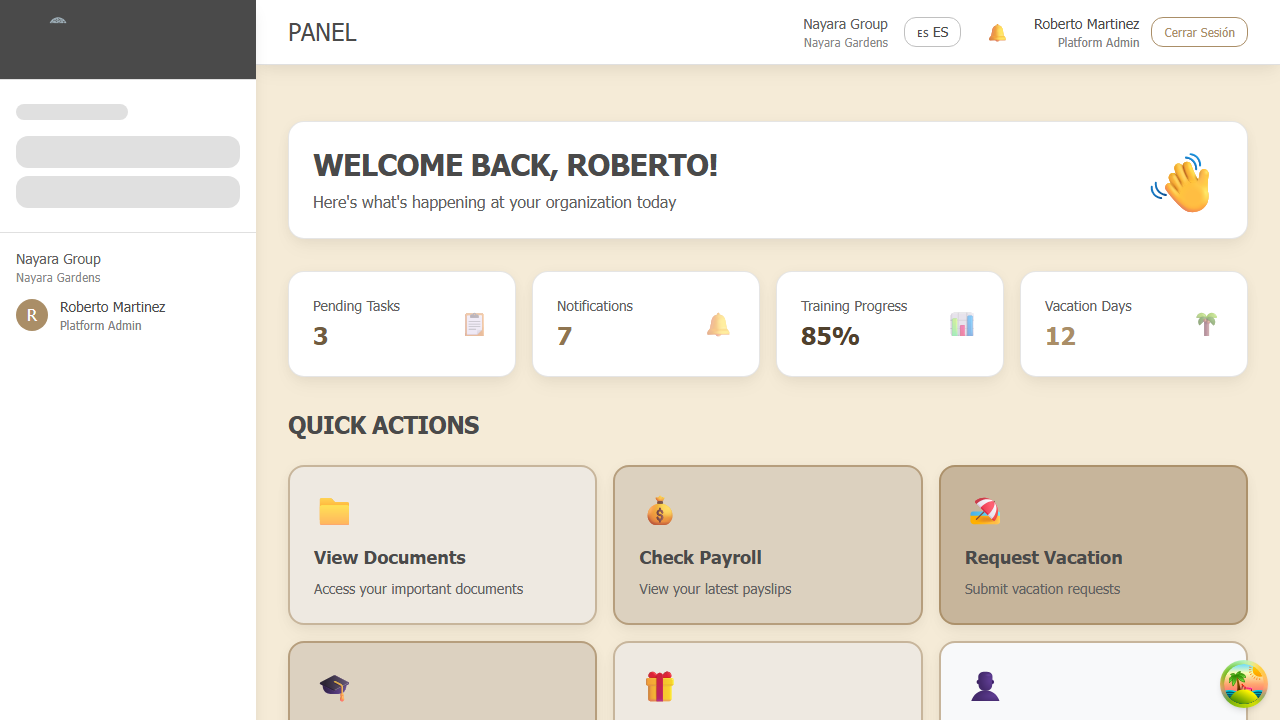 PANEL
Nayara Group
Nayara Gardens
ES ES
Roberto Martinez
Platform Admin
Cerrar Sesión
Nayara Group
Nayara Gardens
R
Roberto Martinez
Platform Admin
WELCOME BACK, ROBERTO!
Here's what's happening at your organization today
Pending Tasks
3
Notifications
7
Training Progress
85%
Vacation Days
12
QUICK ACTIONS
View Documents
Access your important documents
Check Payroll
View your latest payslips
Request Vacation
Submit vacation requests